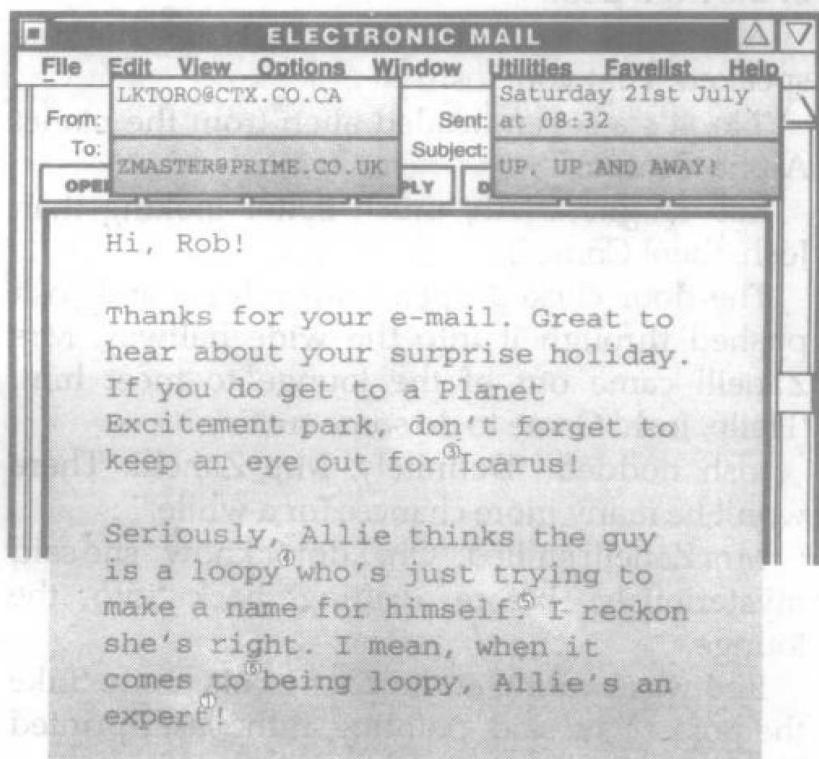 ELECTRONIC MAIL
File Edit View Options Window Utilities Favelist Help
From: LKTORO@CTX.CO.CA Sent: Saturday 21st July
at 08:32
To: ZMASTER@PRIME.CO.UK Subject: UP, UP AND AWAY!
OPE PLY D
Hi, Rob!
Thanks for your e-mail. Great to
hear about your surprise holiday.
If you do get to a Planet
Excitement park, don't forget to
keep an eye out for③Icarus!
Seriously, Allie thinks the guy
is a loopy④who's just trying to
make a name for himself.⑤ I reckon
she's right. I mean, when it
comes to⑥being loopy, Allie's an
expert⑦!